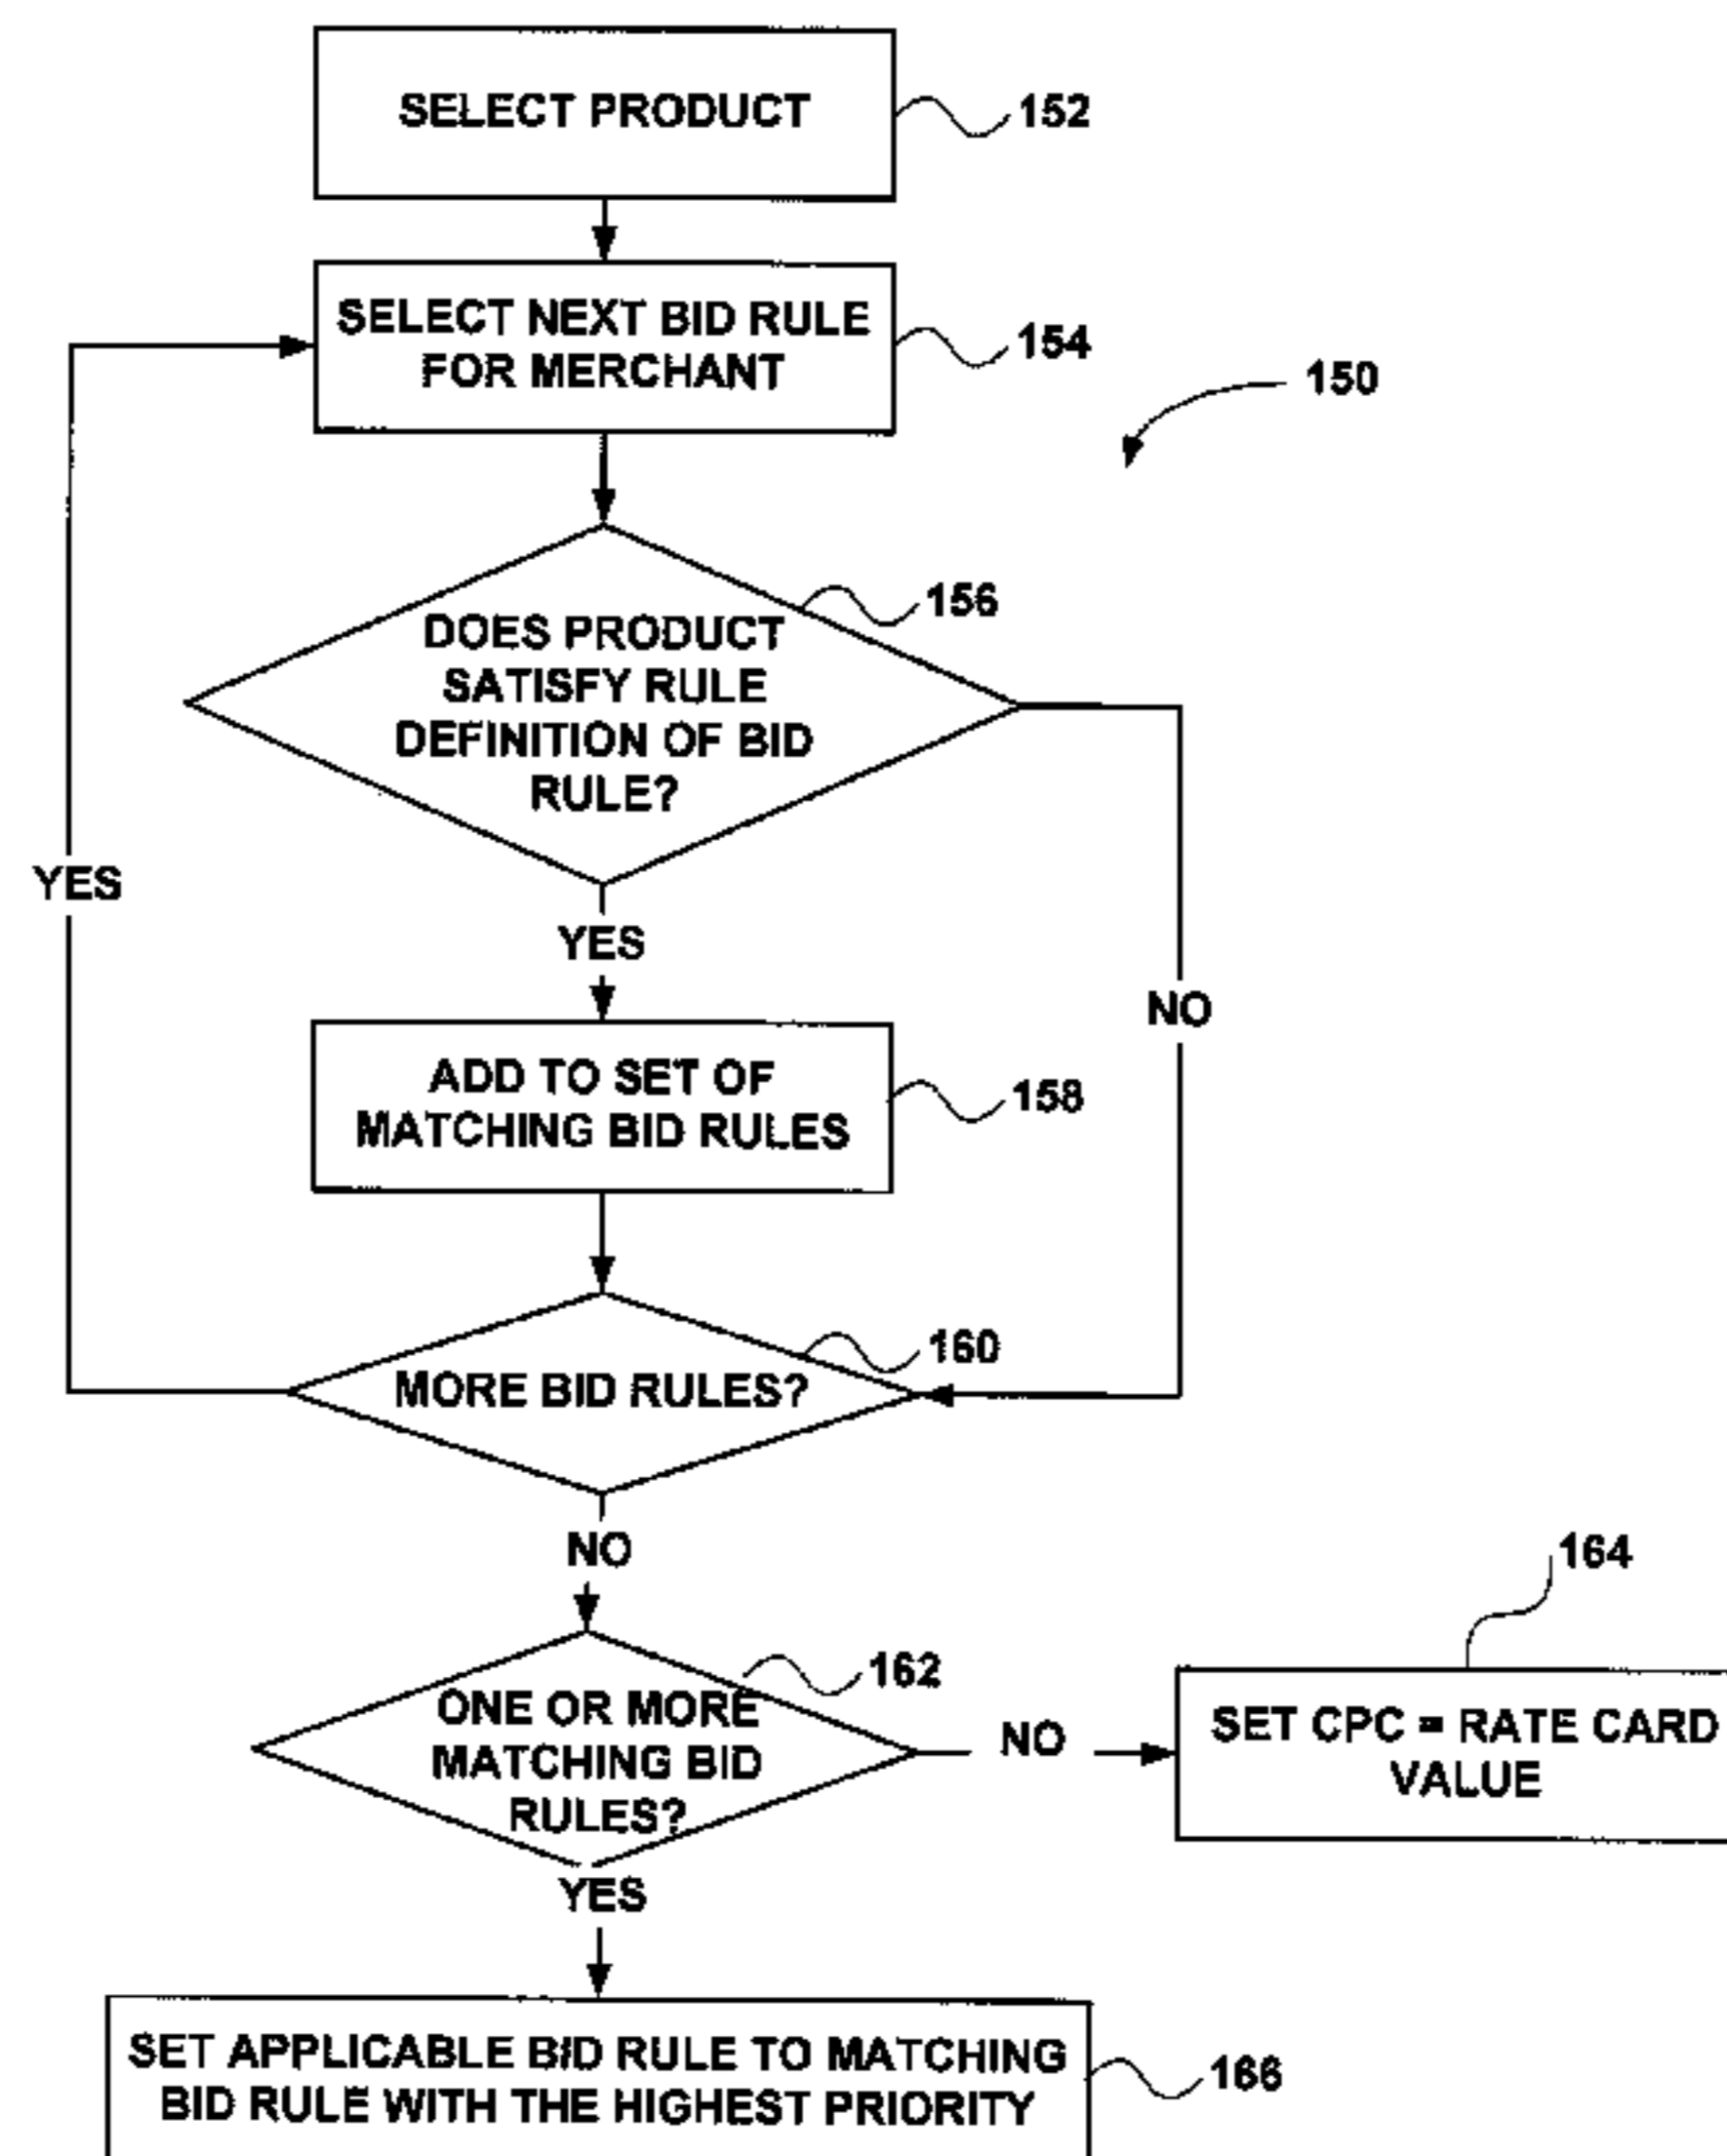 SELECT PRODUCT
152
SELECT NEXT BID RULE
FOR MERCHANT
154
150
DOES PRODUCT
SATISFY RULE
DEFINITION OF BID
RULE?
156
YES
YES
NO
ADD TO SET OF
MATCHING BID RULES
158
MORE BID RULES?
160
NO
164
ONE OR MORE
MATCHING BID
RULES?
162
NO
SET CPC = RATE CARD
VALUE
YES
SET APPLICABLE BID RULE TO MATCHING
BID RULE WITH THE HIGHEST PRIORITY
166